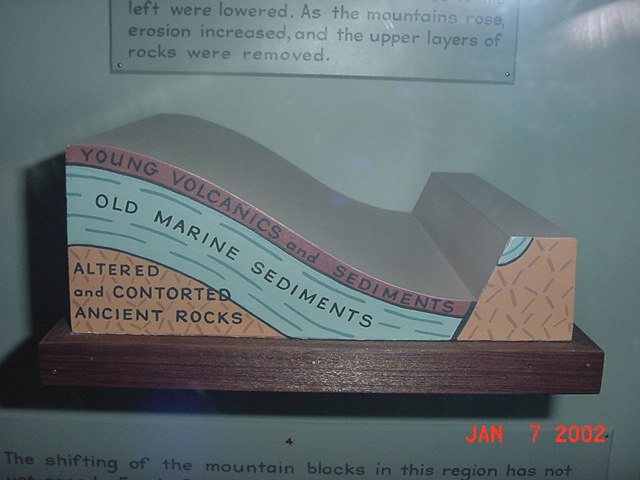 left were lowered. As the mountains rose,
erosion increased, and the upper layers of
rocks were removed.
YOUNG VOLCANICS and SEDIMENTS
OLD MARINE SEDIMENTS
ALTERED
and CONTORTED
ANCIENT ROCKS
JAN 7 2002
4
The shifting of the mountain blocks in this region has not